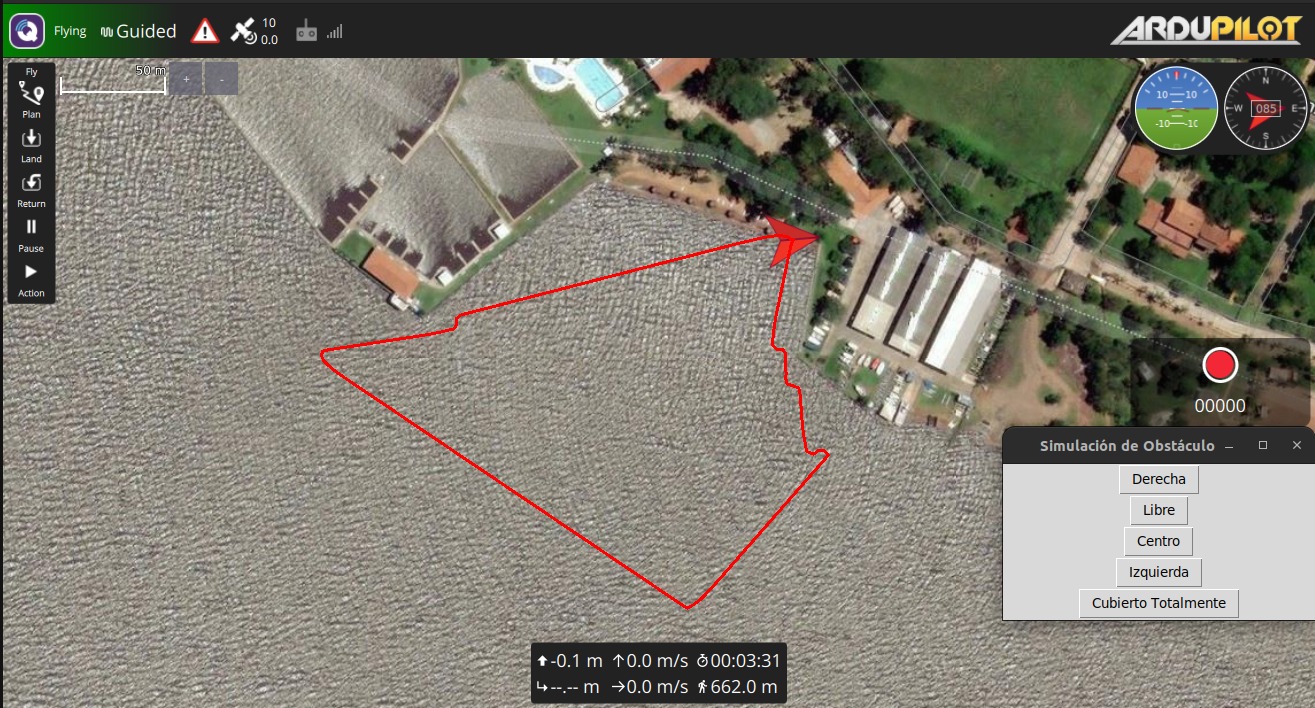 Flying
Guided
10
0.0
ARDUPILOT
Fly
Plan
Land
Return
Pause
Action
50 m
+
-
10 10
-10 -10
N
W 085 E
S
00000
Simulación de Obstáculo
Derecha
Libre
Centro
Izquierda
Cubierto Totalmente
-0.1 m 0.0 m/s 00:03:31
--.-- m 0.0 m/s 662.0 m